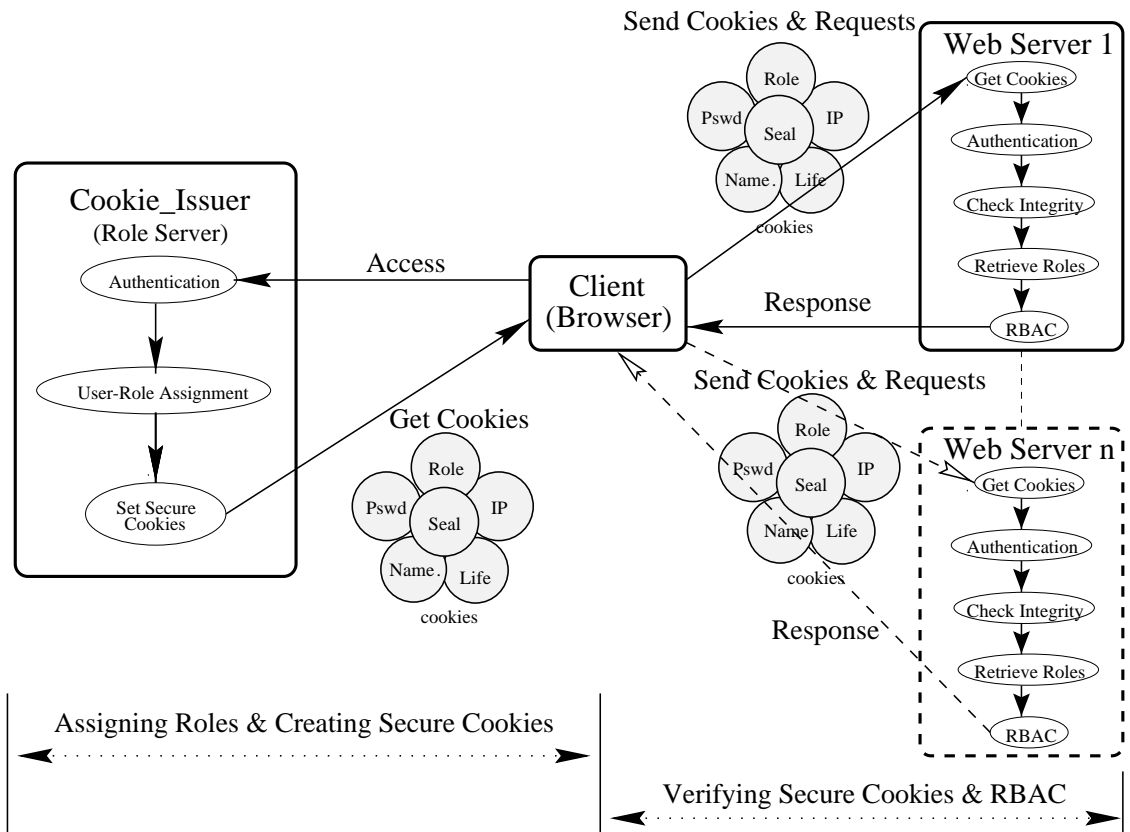 Send Cookies & Requests
Role
Pswd
IP
Seal
Name.
Life
cookies
Web Server 1
Get Cookies
Authentication
Check Integrity
Retrieve Roles
RBAC
Cookie_Issuer
(Role Server)
Authentication
User-Role Assignment
Set Secure
Cookies
Access
Client
(Browser)
Response
Get Cookies
Role
Pswd
IP
Seal
Name.
Life
cookies
Send Cookies & Requests
Role
Pswd
IP
Seal
Name
Life
cookies
Response
Web Server n
Get Cookies
Authentication
Check Integrity
Retrieve Roles
RBAC
Assigning Roles & Creating Secure Cookies
Verifying Secure Cookies & RBAC